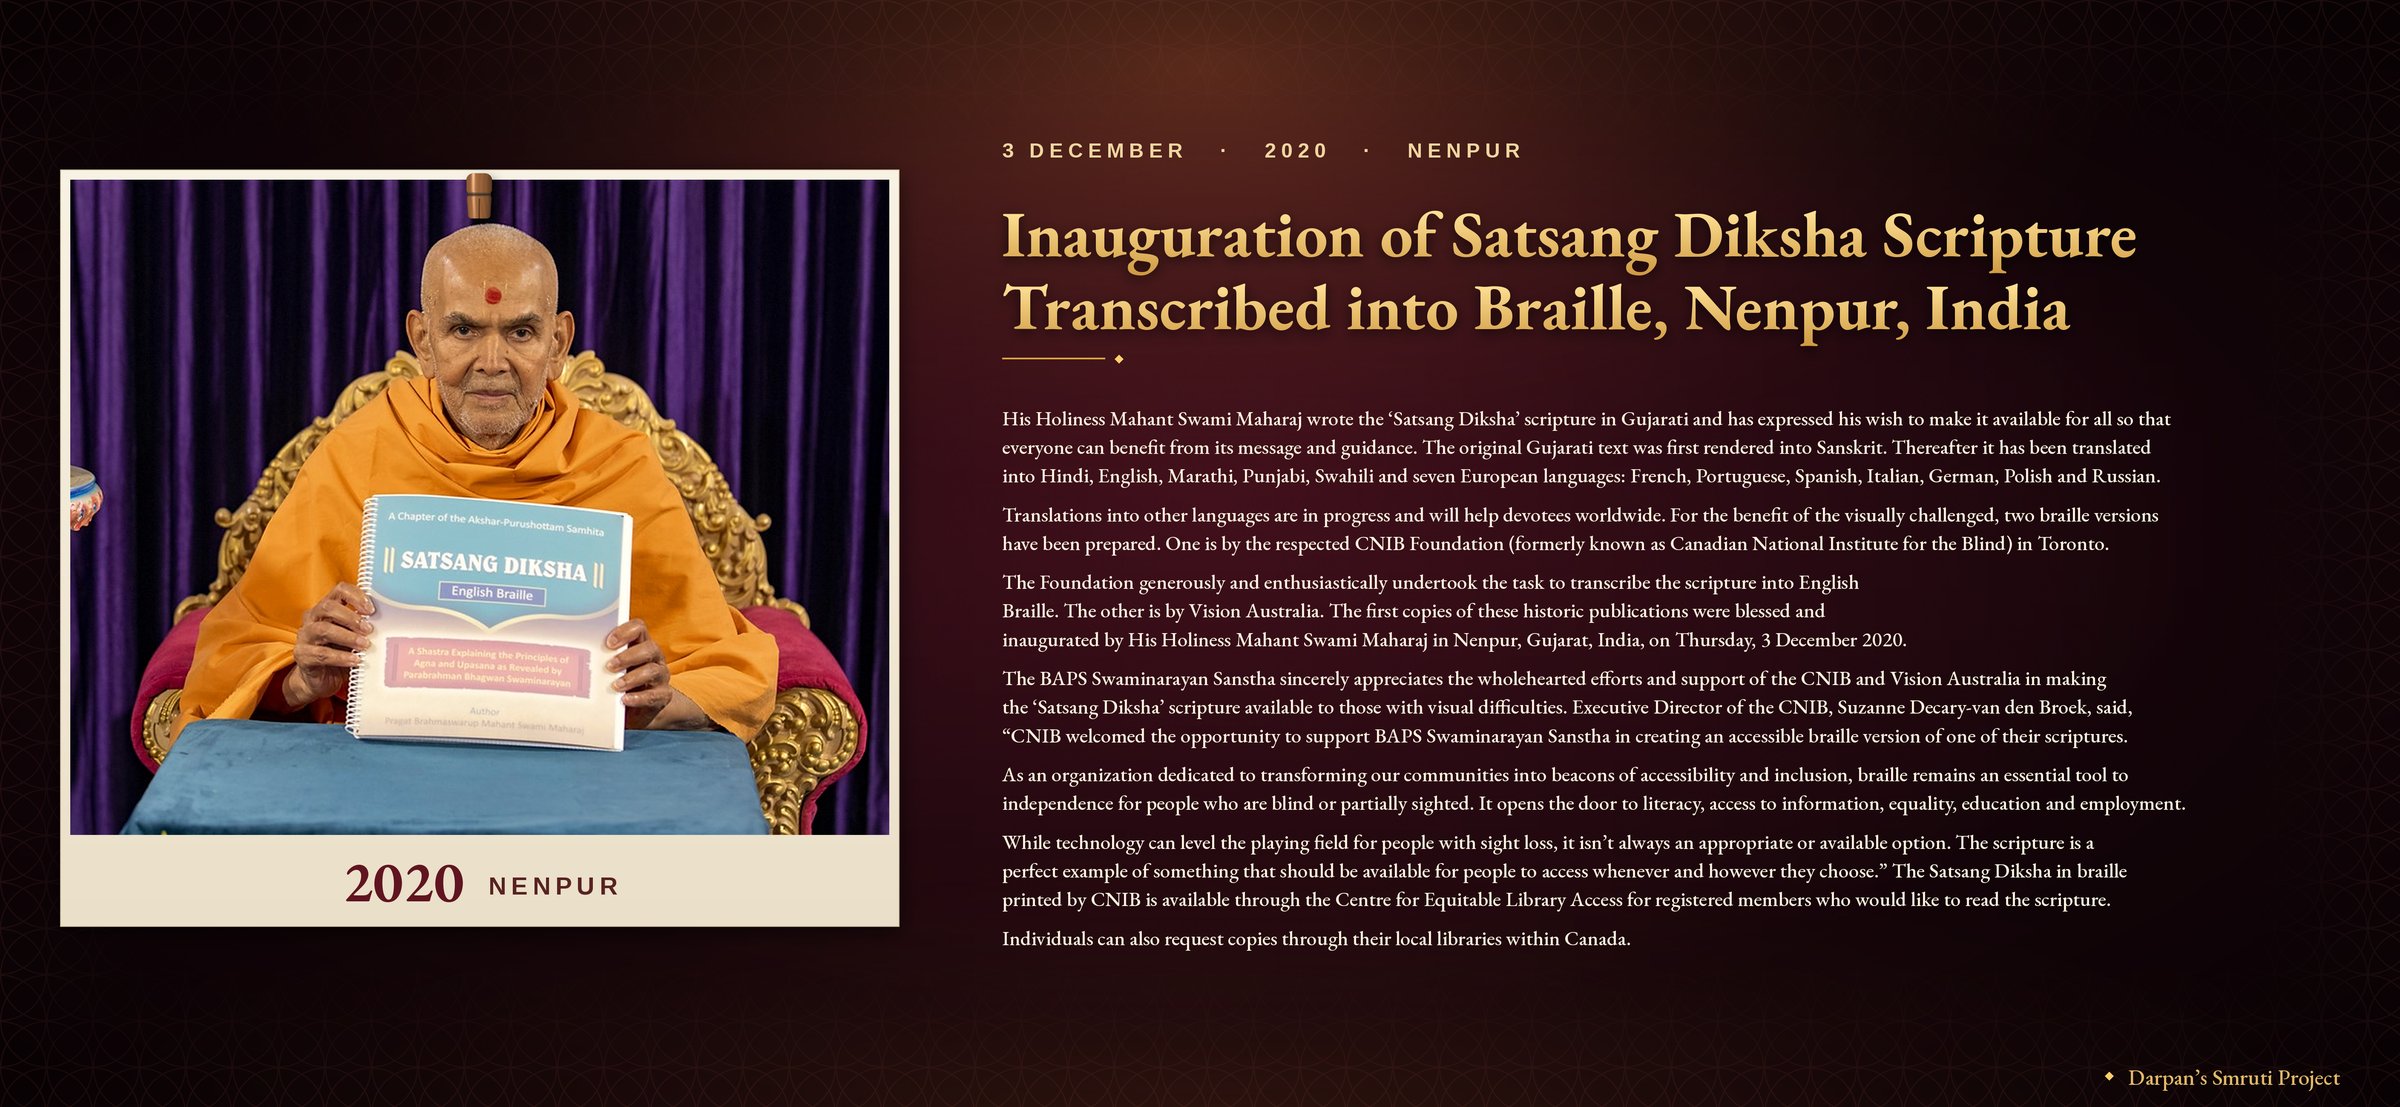 A Chapter of the Akshar-Purushottam Samhita
SATSANG DIKSHA
English Braille
A Shastra Explaining the Principles of
Agna and Upasana as Revealed by
Parabrahman Bhagwan Swaminarayan
Author
Pragat Brahmaswarup Mahant Swami Maharaj
2020 NENPUR
3 DECEMBER · 2020 · NENPUR
Inauguration of Satsang Diksha Scripture
Transcribed into Braille, Nenpur, India
His Holiness Mahant Swami Maharaj wrote the ‘Satsang Diksha’ scripture in Gujarati and has expressed his wish to make it available for all so that
everyone can benefit from its message and guidance. The original Gujarati text was first rendered into Sanskrit. Thereafter it has been translated
into Hindi, English, Marathi, Punjabi, Swahili and seven European languages: French, Portuguese, Spanish, Italian, German, Polish and Russian.
Translations into other languages are in progress and will help devotees worldwide. For the benefit of the visually challenged, two braille versions
have been prepared. One is by the respected CNIB Foundation (formerly known as Canadian National Institute for the Blind) in Toronto.
The Foundation generously and enthusiastically undertook the task to transcribe the scripture into English
Braille. The other is by Vision Australia. The first copies of these historic publications were blessed and
inaugurated by His Holiness Mahant Swami Maharaj in Nenpur, Gujarat, India, on Thursday, 3 December 2020.
The BAPS Swaminarayan Sanstha sincerely appreciates the wholehearted efforts and support of the CNIB and Vision Australia in making
the ‘Satsang Diksha’ scripture available to those with visual difficulties. Executive Director of the CNIB, Suzanne Decary-van den Broek, said,
“CNIB welcomed the opportunity to support BAPS Swaminarayan Sanstha in creating an accessible braille version of one of their scriptures.
As an organization dedicated to transforming our communities into beacons of accessibility and inclusion, braille remains an essential tool to
independence for people who are blind or partially sighted. It opens the door to literacy, access to information, equality, education and employment.
While technology can level the playing field for people with sight loss, it isn’t always an appropriate or available option. The scripture is a
perfect example of something that should be available for people to access whenever and however they choose.” The Satsang Diksha in braille
printed by CNIB is available through the Centre for Equitable Library Access for registered members who would like to read the scripture.
Individuals can also request copies through their local libraries within Canada.
Darpan’s Smruti Project